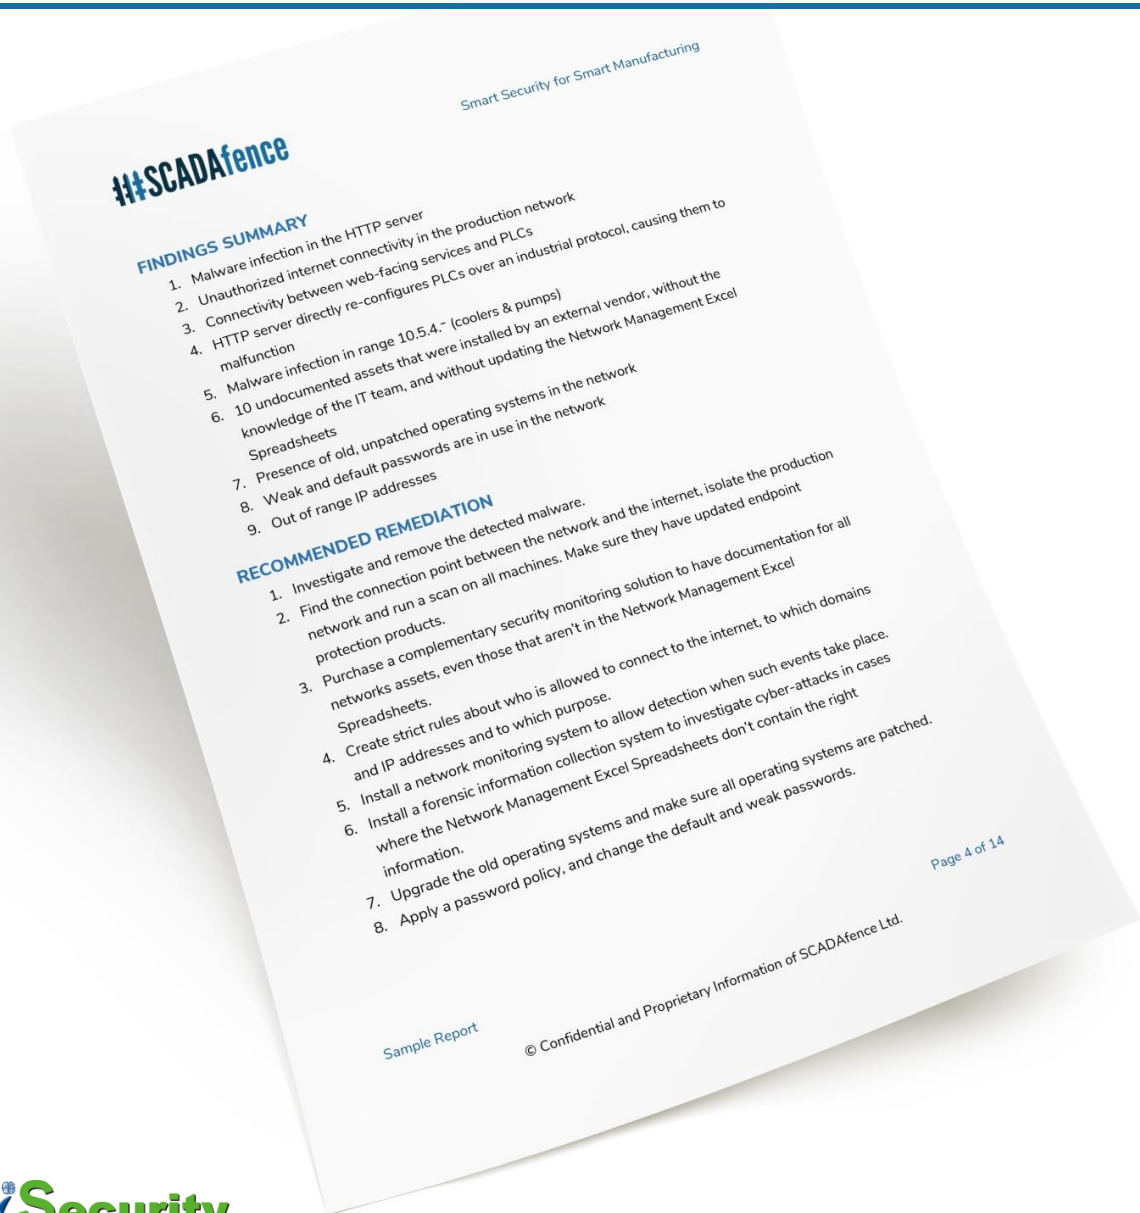 Smart Security for Smart Manufacturing
SCADAfence
FINDINGS SUMMARY
1. Malware infection in the HTTP server
2. Unauthorized internet connectivity in the production network
3. Connectivity between web-facing services and PLCs
4. HTTP server directly re-configures PLCs over an industrial protocol, causing them to
malfunction
5. Malware infection in range 10.5.4.~ (coolers & pumps)
6. 10 undocumented assets that were installed by an external vendor, without the
knowledge of the IT team, and without updating the Network Management Excel
Spreadsheets
7. Presence of old, unpatched operating systems in the network
8. Weak and default passwords are in use in the network
9. Out of range IP addresses
RECOMMENDED REMEDIATION
1. Investigate and remove the detected malware.
2. Find the connection point between the network and the internet, isolate the production
network and run a scan on all machines. Make sure they have updated endpoint
protection products.
3. Purchase a complementary security monitoring solution to have documentation for all
networks assets, even those that aren't in the Network Management Excel
Spreadsheets.
4. Create strict rules about who is allowed to connect to the internet, to which domains
and IP addresses and to which purpose.
5. Install a network monitoring system to allow detection when such events take place.
6. Install a forensic information collection system to investigate cyber-attacks in cases
where the Network Management Excel Spreadsheets don't contain the right
information.
7. Upgrade the old operating systems and make sure all operating systems are patched.
8. Apply a password policy, and change the default and weak passwords.
Page 4 of 14
Sample Report
© Confidential and Proprietary Information of SCADAfence Ltd.
Security